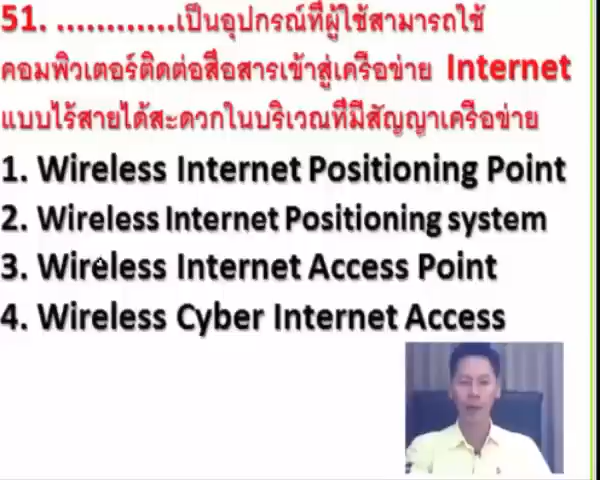 51. ............เป็นอุปกรณ์ที่ผู้ใช้สามารถใช้
คอมพิวเตอร์ติดต่อสื่อสารเข้าสู่เครือข่าย Internet
แบบไร้สายได้สะดวกในบริเวณที่มีสัญญาเครือข่าย
1. Wireless Internet Positioning Point
2. Wireless Internet Positioning system
3. Wireless Internet Access Point
4. Wireless Cyber Internet Access